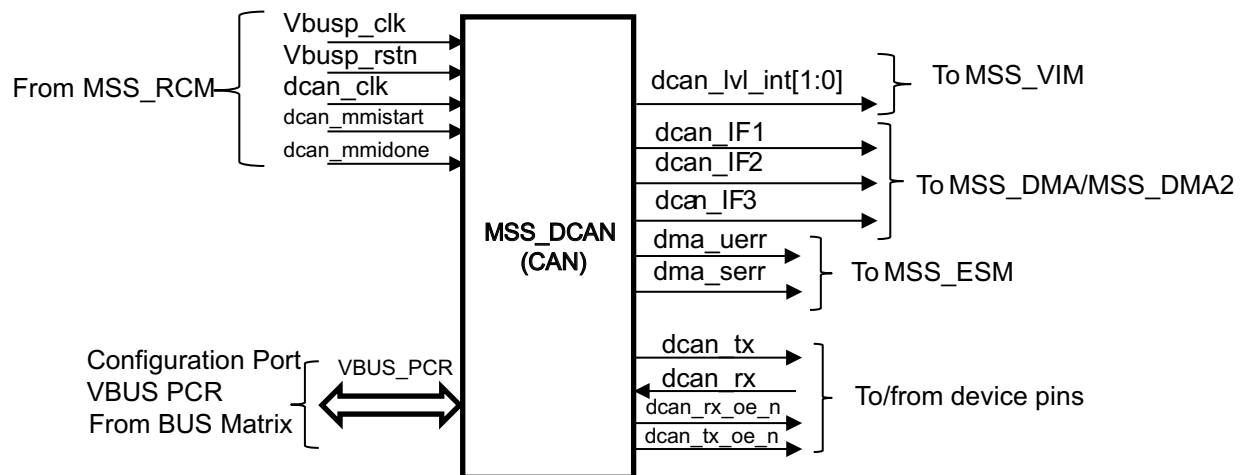 Vbusp_clk
Vbusp_rstn
From MSS_RCM
dcan_clk
dcan_mmistart
dcan_mmidone
Configuration Port
VBUS PCR
From BUS Matrix
VBUS_PCR
MSS_DCAN
(CAN)
dcan_lvl_int[1:0]
To MSS_VIM
dcan_IF1
dcan_IF2
dcan_IF3
To MSS_DMA/MSS_DMA2
dma_uerr
dma_serr
To MSS_ESM
dcan_tx
dcan_rx
dcan_rx_oe_n
dcan_tx_oe_n
To/from device pins